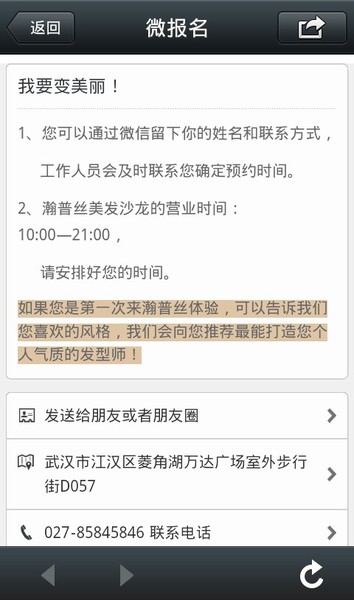 返回
微报名
我要变美丽！
1、您可以通过微信留下你的姓名和联系方式，
工作人员会及时联系您确定预约时间。
2、瀚普丝美发沙龙的营业时间：
10:00—21:00，
请安排好您的时间。
如果您是第一次来瀚普丝体验，可以告诉我们
您喜欢的风格，我们会向您推荐最能打造您个
人气质的发型师！
发送给朋友或者朋友圈
武汉市江汉区菱角湖万达广场室外步行
街D057
027-85845846 联系电话